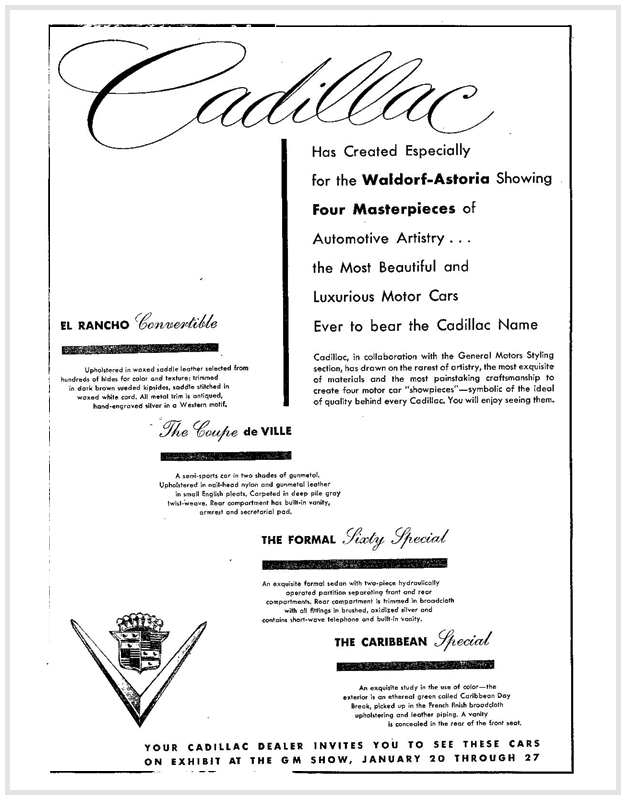 Cadillac
Has Created Especially
for the Waldorf-Astoria Showing
Four Masterpieces of
Automotive Artistry...
the Most Beautiful and
Luxurious Motor Cars
Ever to bear the Cadillac Name
Cadillac, in collaboration with the General Motors Styling
section, has drawn on the rarest of artistry, the most exquisite
of materials and the most painstaking craftsmanship to
create four motor car "showpieces"—symbolic of the ideal
of quality behind every Cadillac. You will enjoy seeing them.
EL RANCHO Convertible
Upholstered in waxed saddle leather selected from
hundreds of hides for color and texture; trimmed
in dark brown seeded kipsides, saddle stitched in
waxed white cord. All metal trim is antiqued,
hand-engraved silver in a Western motif.
The Coupe de VILLE
A semi-sports car in two shades of gunmetal.
Upholstered in nail-head nylon and gunmetal leather
in small English pleats. Carpeted in deep pile gray
twist-weave. Rear compartment has built-in vanity,
armrest and secretarial pad.
THE FORMAL Sixty Special
An exquisite formal sedan with two-piece hydraulically
operated partition separating front and rear
compartments. Rear compartment is trimmed in broadcloth
with all fittings in brushed, oxidized silver and
contains short-wave telephone and built-in vanity.
THE CARIBBEAN Special
An exquisite study in the use of color—the
exterior is an ethereal green called Caribbean Day
Break, picked up in the French finish broadcloth
upholstering and leather piping. A vanity
is concealed in the rear of the front seat.
YOUR CADILLAC DEALER INVITES YOU TO SEE THESE CARS
ON EXHIBIT AT THE GM SHOW, JANUARY 20 THROUGH 27